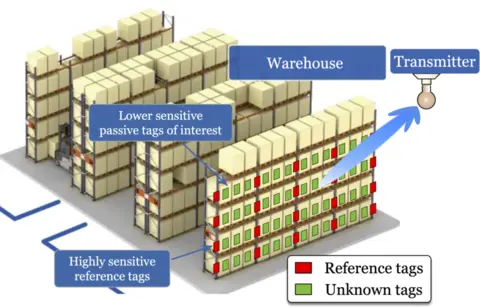 Warehouse
Transmitter
Lower sensitive
passive tags of interest
Highly sensitive
reference tags
Reference tags
Unknown tags